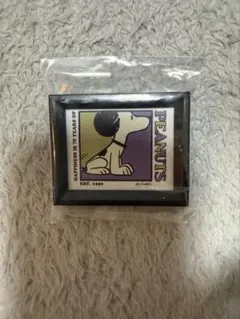 PEANUTS
HAPPINESS IS 70 YEARS OF
EST. 1950